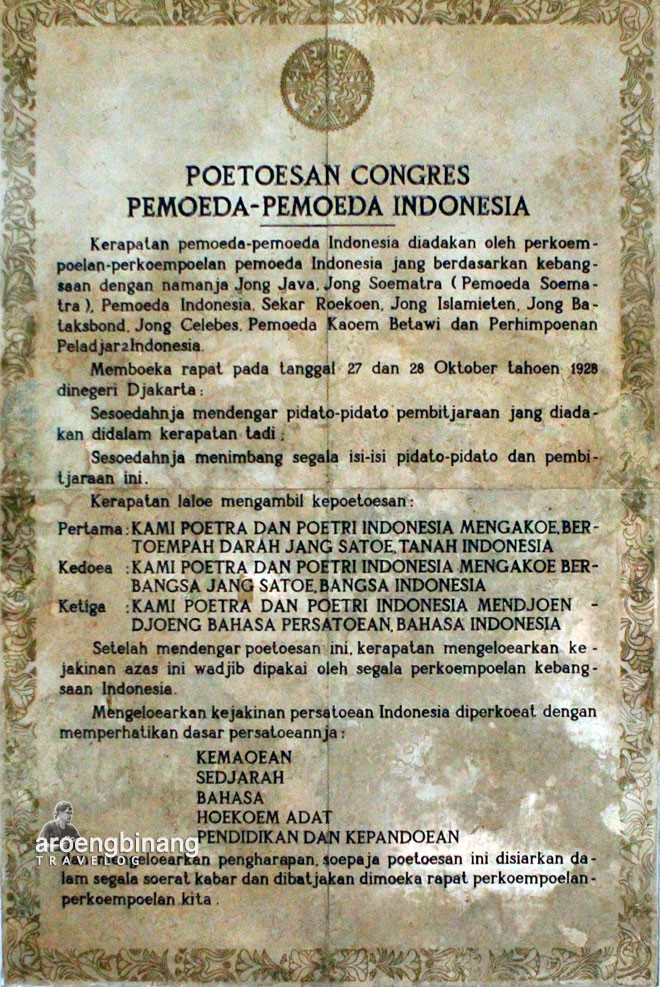 POETOESAN CONGRES
PEMOEDA-PEMOEDA INDONESIA
Kerapatan pemoeda-pemoeda Indonesia diadakan oleh perkoem-
poelan-perkoempoelan pemoeda Indonesia jang berdasarkan kebang-
saan dengan namanja Jong Java, Jong Soematra (Pemoeda Soema-
tra), Pemoeda Indonesia, Sekar Roekoen, Jong Islamieten, Jong Ba-
taksbond, Jong Celebes, Pemoeda Kaoem Betawi dan Perhimpoenan
Peladjar2Indonesia.
Memboeka rapat pada tanggal 27 dan 28 Oktober tahoen 1928
dinegeri Djakarta:
Sesoedahnja mendengar pidato-pidato pembitjaraan jang diada-
kan didalam kerapatan tadi;
Sesoedahnja menimbang segala isi-isi pidato-pidato dan pembi-
tjaraan ini.
Kerapatan laloe mengambil kepoetoesan:
Pertama: KAMI POETRA DAN POETRI INDONESIA MENGAKOE, BER-
TOEMPAH DARAH JANG SATOE, TANAH INDONESIA
Kedoea : KAMI POETRA DAN POETRI INDONESIA MENGAKOE BER-
BANGSA JANG SATOE, BANGSA INDONESIA
Ketiga : KAMI POETRA DAN POETRI INDONESIA MENDJOEN -
DJOENG BAHASA PERSATOEAN, BAHASA INDONESIA
Setelah mendengar poetoesan ini, kerapatan mengeloearkan ke -
jakinan azas ini wadjib dipakai oleh segala perkoempoelan kebang-
saan Indonesia.
Mengeloearkan kejakinan persatoean Indonesia diperkoeat dengan
memperhatikan dasar persatoeannja:
KEMAOEAN
SEDJARAH
BAHASA
HOEKOEM ADAT
PENDIDIKAN DAN KEPANDOEAN
aroengbinang
TRAVELOG
dan mengeloearkan pengharapan, soepaja poetoesan ini disiarkan da-
lam segala soerat kabar dan dibatjakan dimoeka rapat perkoempoelan-
perkoempoelan kita.